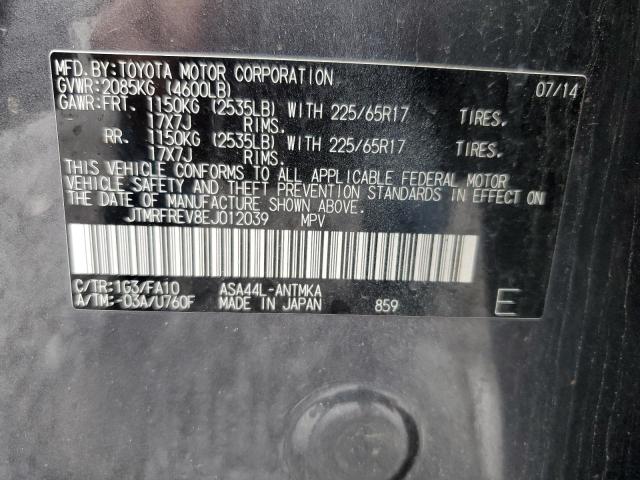 MFD.BY:TOYOTA MOTOR CORPORATION 07/14
GVWR:2085KG (4600LB)
GAWR:FRT. 1150KG (2535LB) WITH 225/65R17 TIRES.
17X7J RIMS.
RR. 1150KG (2535LB) WITH 225/65R17 TIRES.
17X7J RIMS.
THIS VEHICLE CONFORMS TO ALL APPLICABLE FEDERAL MOTOR
VEHICLE SAFETY AND THEFT PREVENTION STANDARDS IN EFFECT ON
THE DATE OF MANUFACTURE SHOWN ABOVE.
JTMRFREV8EJ012039 MPV
C/TR:1G3/FA10 ASA44L-ANTMKA
A/TM:-03A/U760F MADE IN JAPAN 859 E